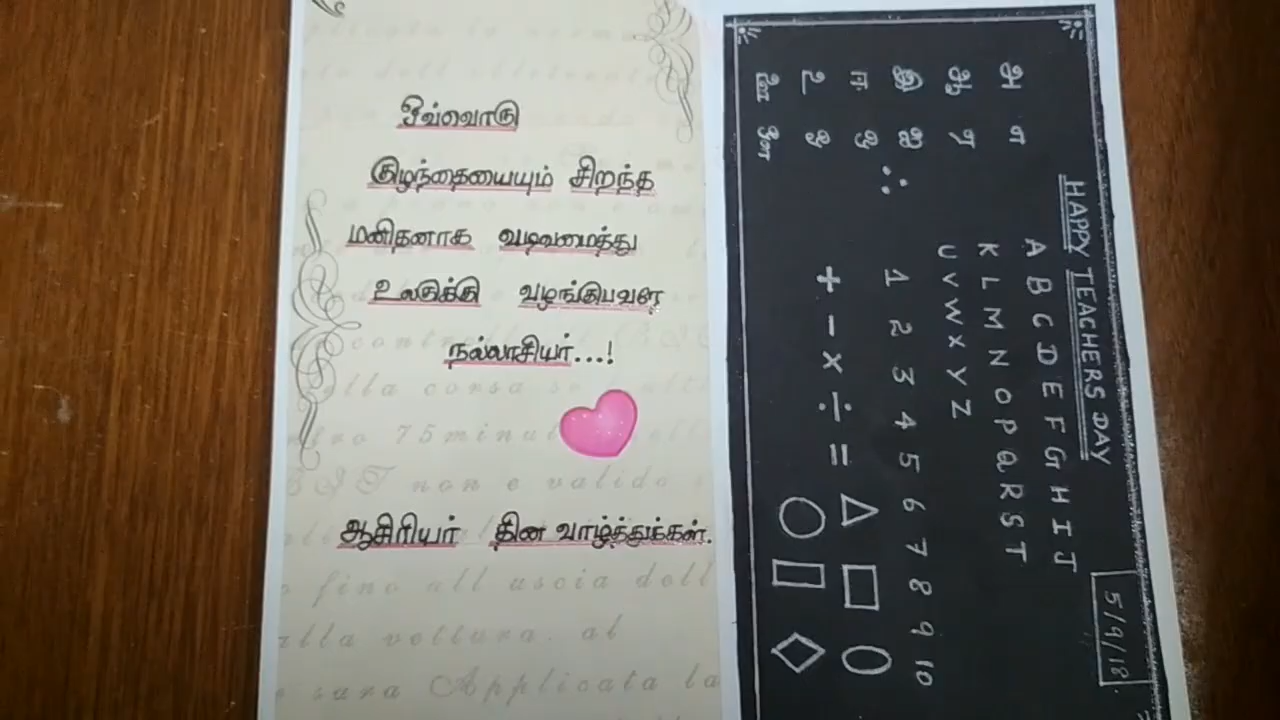 ஒவ்வொரு
குழந்தையையும் சிறந்த
மனிதனாக வடிவமைத்து
உலகுக்கு வழங்குபவரே
நல்லாசியர்...!
ஆசிரியர் தின வாழ்த்துக்கள்.
5/9/18.
HAPPY TEACHERS DAY
அ எ
ஆ ஏ
இ ஐ
ஈ ஒ
உ ஓ
ஊ ஔ
ஃ
A B C D E F G H I J
K L M N O P Q R S T
U V W X Y Z
1 2 3 4 5 6 7 8 9 10
+ - × ÷ =